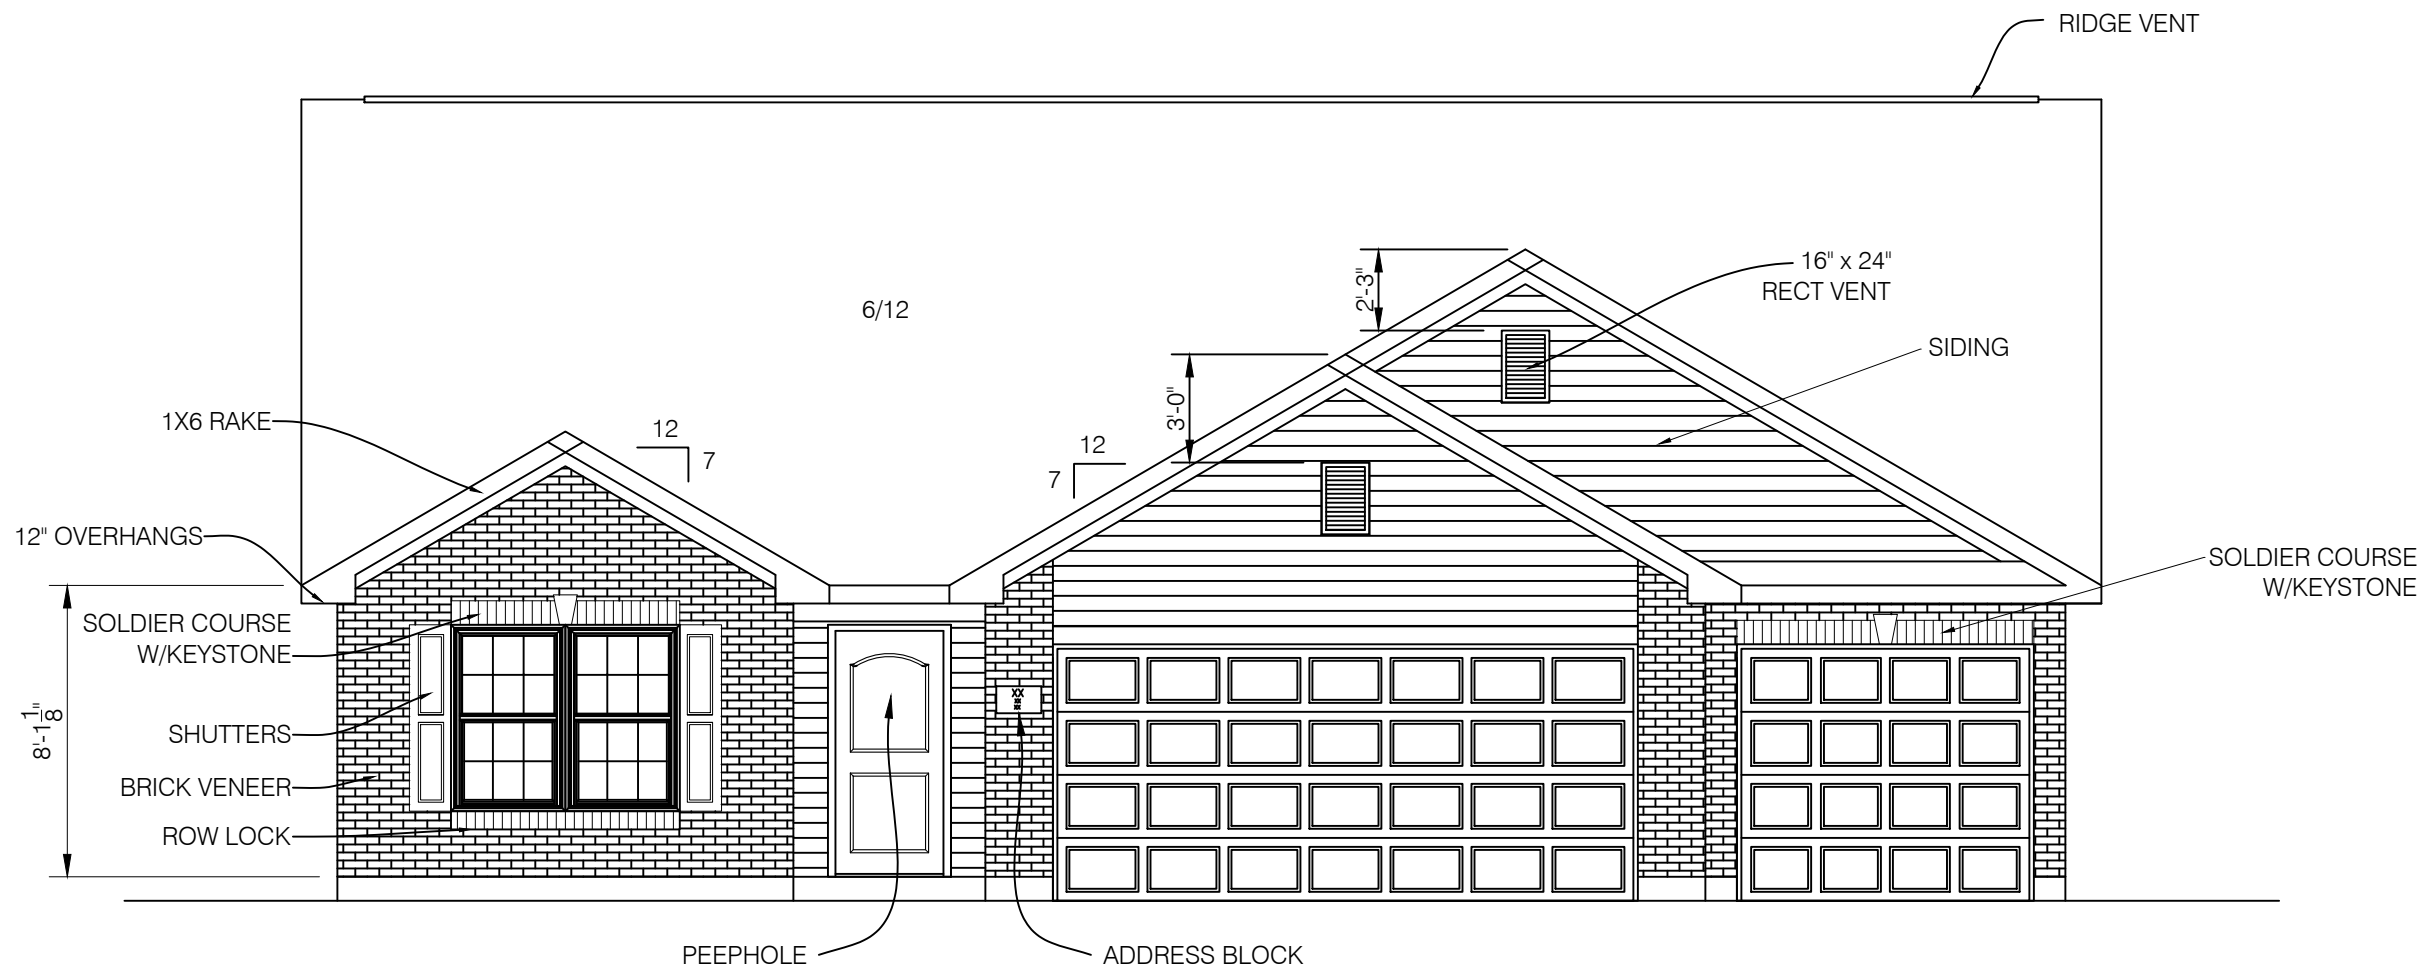 RIDGE VENT
16" x 24"
RECT VENT
2'-3"
6/12
SIDING
3'-0"
1X6 RAKE
12
7
12
7
12" OVERHANGS
SOLDIER COURSE
W/KEYSTONE
SOLDIER COURSE
W/KEYSTONE
XX
8'-1 1/8"
SHUTTERS
BRICK VENEER
ROW LOCK
PEEPHOLE
ADDRESS BLOCK